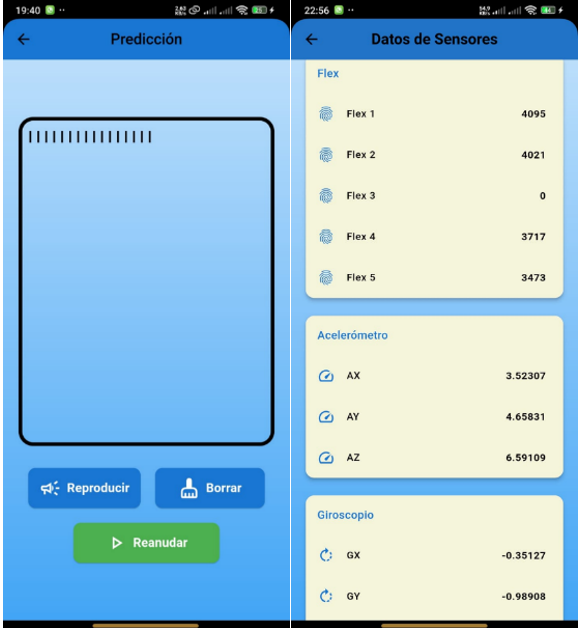 19:40
Predicción
I I I I I I I I I I I I I I I I
Reproducir
Borrar
Reanudar
22:56
Datos de Sensores
Flex
Flex 1 4095
Flex 2 4021
Flex 3 0
Flex 4 3717
Flex 5 3473
Acelerómetro
AX 3.52307
AY 4.65831
AZ 6.59109
Giroscopio
GX -0.35127
GY -0.98908